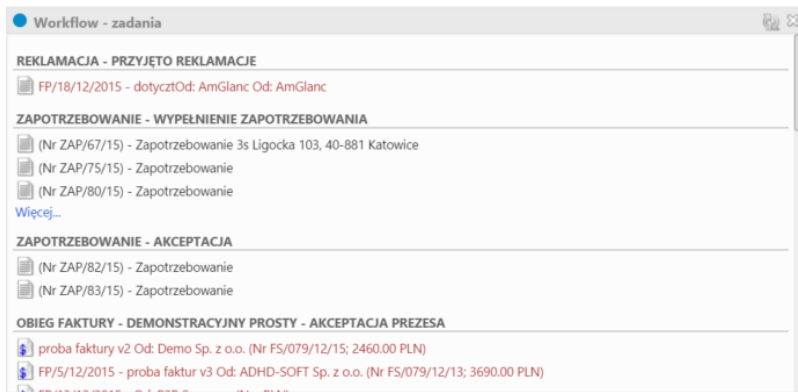 Workflow - zadania
REKLAMACJA - PRZYJĘTO REKLAMACJE
FP/18/12/2015 - dotycztOd: AmGlanc Od: AmGlanc
ZAPOTRZEBOWANIE - WYPEŁNIENIE ZAPOTRZEBOWANIA
(Nr ZAP/67/15) - Zapotrzebowanie 3s Ligocka 103, 40-881 Katowice
(Nr ZAP/75/15) - Zapotrzebowanie
(Nr ZAP/80/15) - Zapotrzebowanie
Więcej...
ZAPOTRZEBOWANIE - AKCEPTACJA
(Nr ZAP/82/15) - Zapotrzebowanie
(Nr ZAP/83/15) - Zapotrzebowanie
OBIEG FAKTURY - DEMONSTRACYJNY PROSTY - AKCEPTACJA PREZESA
proba faktury v2 Od: Demo Sp. z o.o. (Nr FS/079/12/15; 2460.00 PLN)
FP/5/12/2015 - proba faktur v3 Od: ADHD-SOFT Sp. z o.o. (Nr FS/079/12/13; 3690.00 PLN)